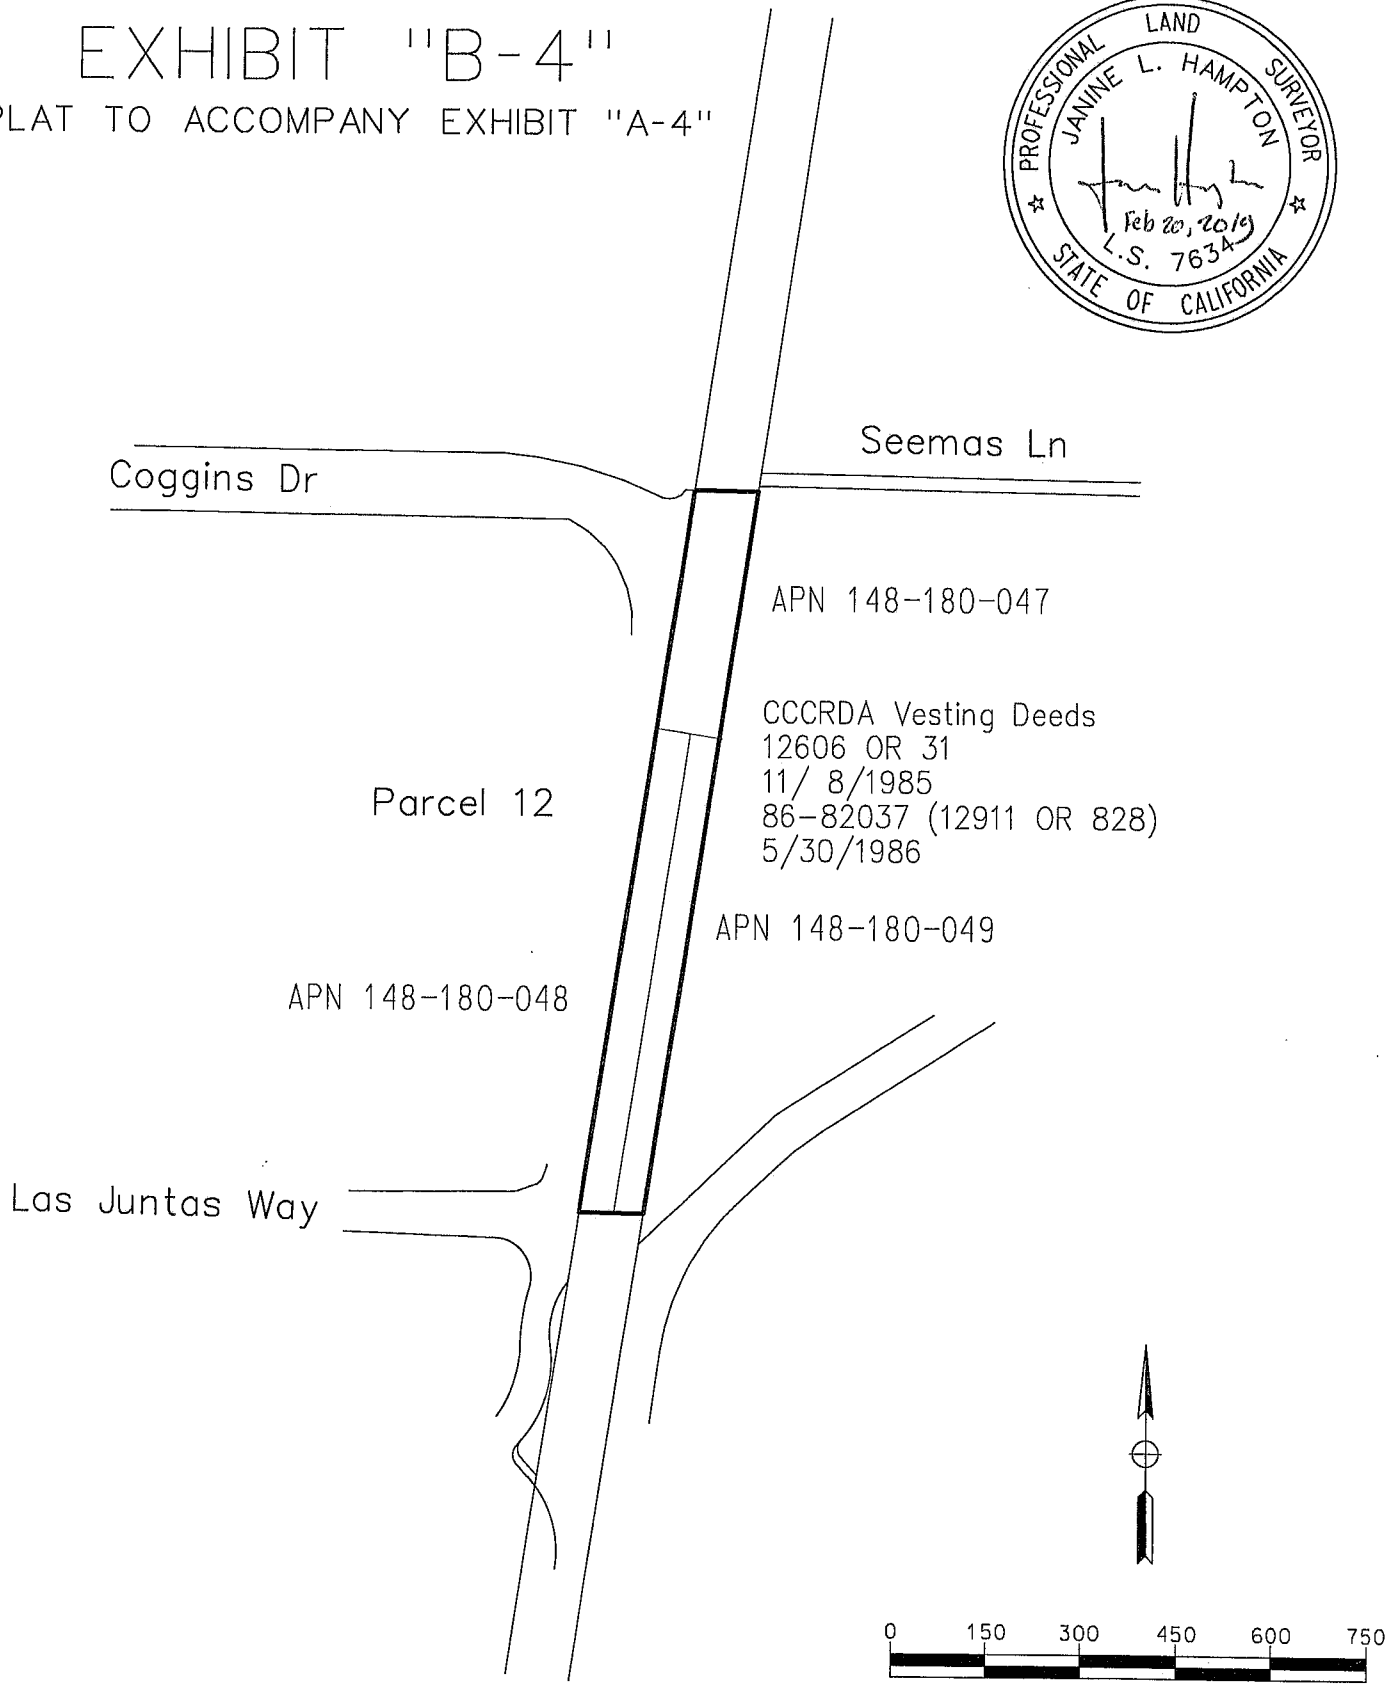 EXHIBIT "B-4"
PLAT TO ACCOMPANY EXHIBIT "A-4"
PROFESSIONAL LAND SURVEYOR
JANINE L. HAMPTON
Feb 20, 2019
L.S. 7634
STATE OF CALIFORNIA
Seemas Ln
Coggins Dr
APN 148-180-047
CCCRDA Vesting Deeds
12606 OR 31
11/ 8/1985
86-82037 (12911 OR 828)
5/30/1986
Parcel 12
APN 148-180-049
APN 148-180-048
Las Juntas Way
0 150 300 450 600 750